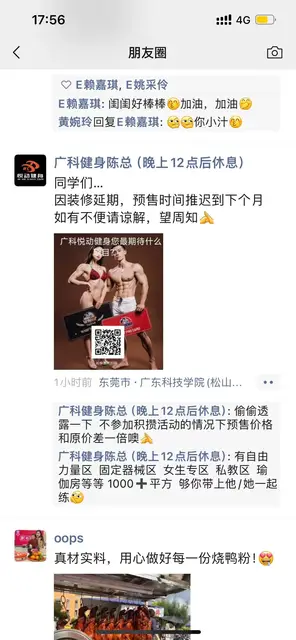 17:56
4G
朋友圈
E赖嘉琪, E姚采伶
E赖嘉琪: 闺闺好棒棒加油，加油
黄婉玲回复E赖嘉琪: 你小汁
悦动健身
广科健身陈总（晚上12点后休息）
同学们...
因装修延期，预售时间推迟到下个月
如有不便请谅解，望周知
广科悦动健身您最期待什么
1小时前 东莞市·广东科技学院(松山...
广科健身陈总（晚上12点后休息）: 偷偷透
露一下 不参加积攒活动的情况下预售价格
和原价差一倍噢
广科健身陈总（晚上12点后休息）: 有自由
力量区 固定器械区 女生专区 私教区 瑜
伽房等等 1000➕平方 够你带上他/她一起
练
oops
真材实料，用心做好每一份烧鸭粉！